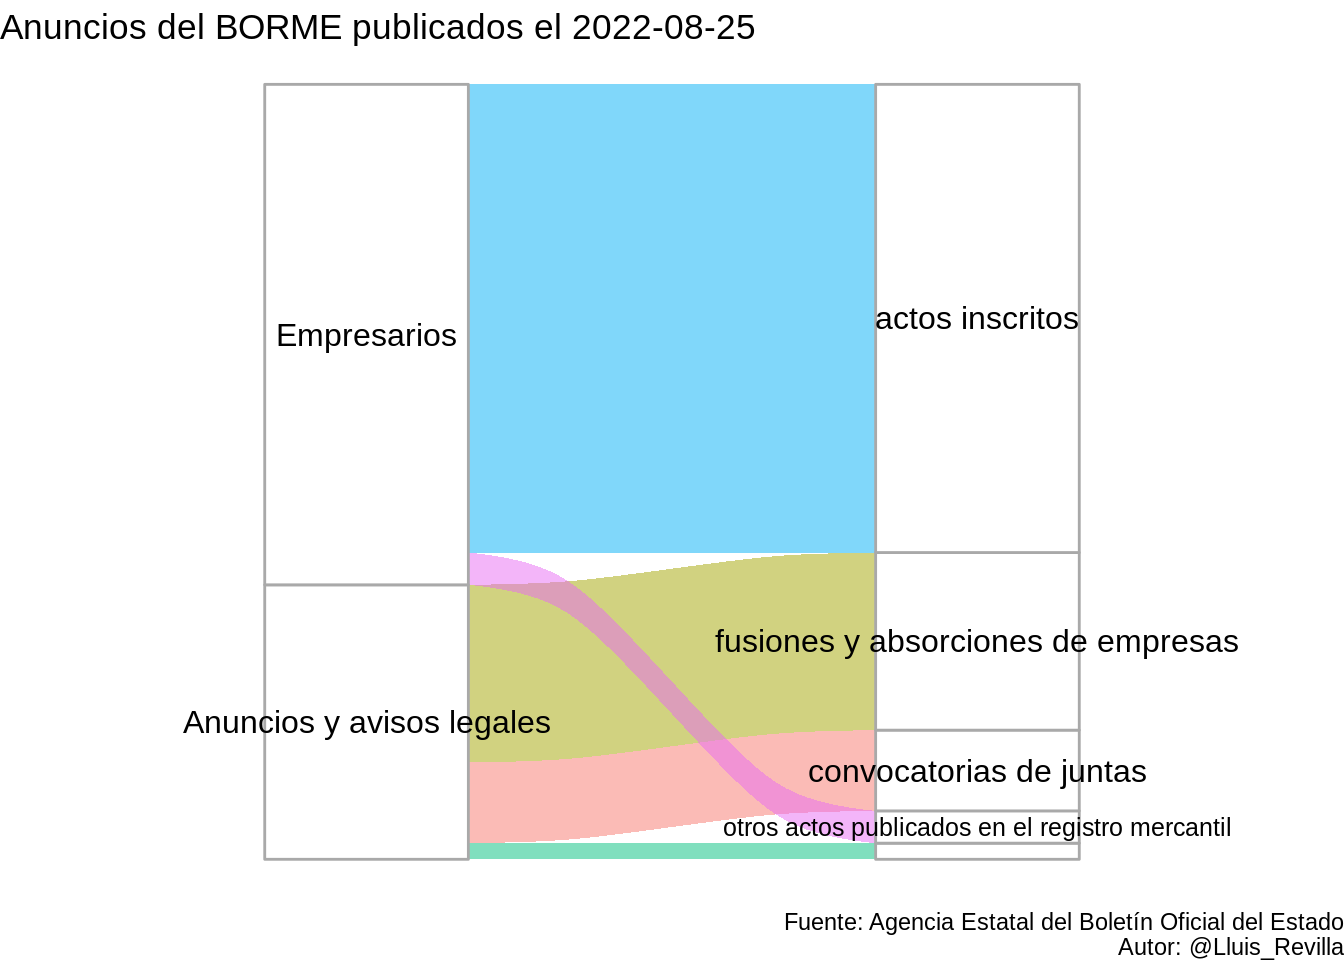 Anuncios del BORME publicados el 2022-08-25
Empresarios
actos inscritos
fusiones y absorciones de empresas
Anuncios y avisos legales
convocatorias de juntas
otros actos publicados en el registro mercantil
Fuente: Agencia Estatal del Boletín Oficial del Estado
Autor: @Lluis_Revilla